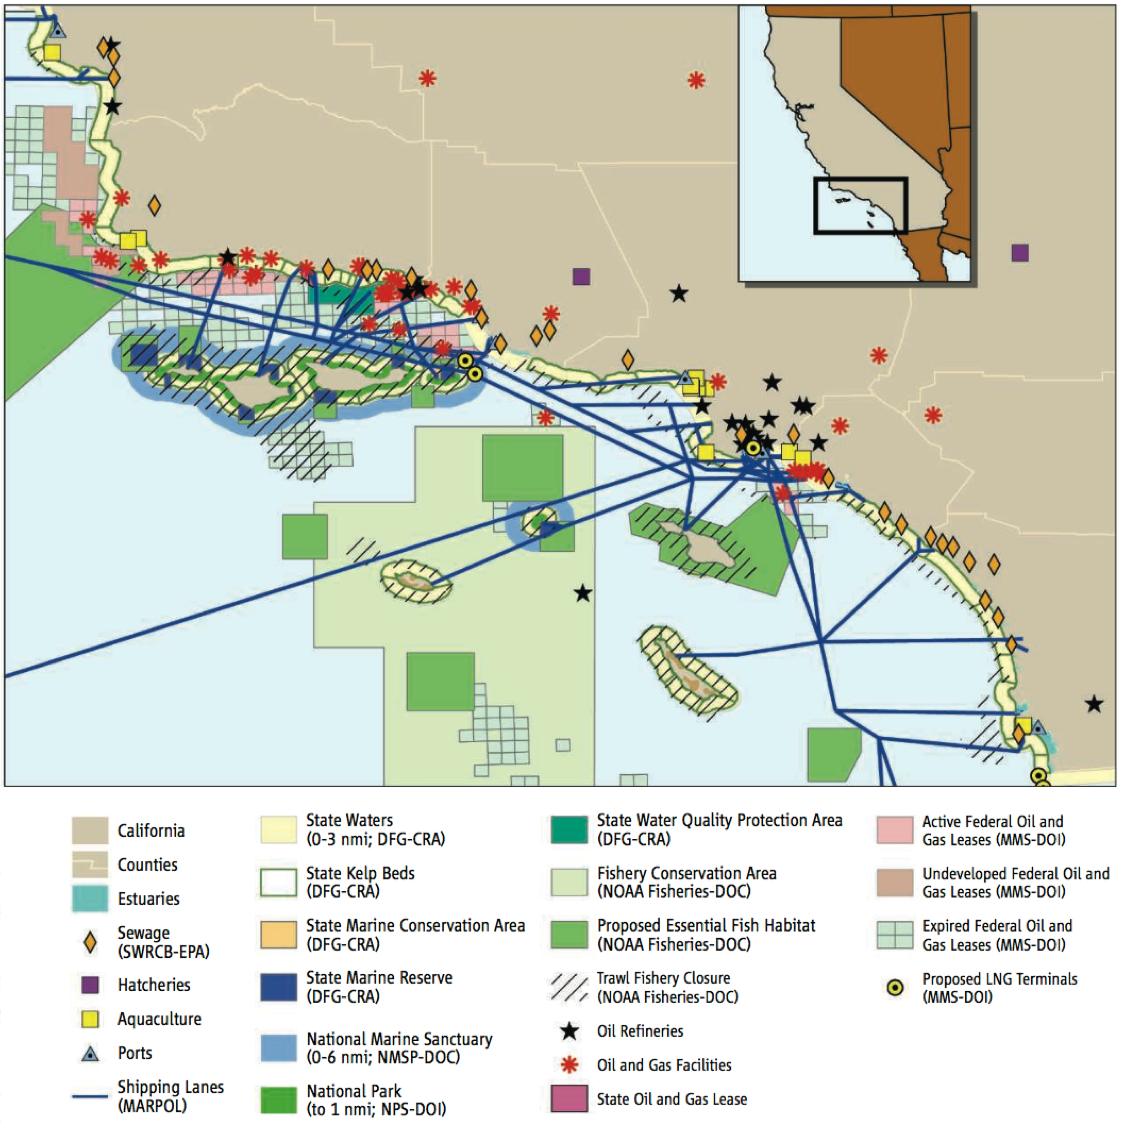 California
Counties
Estuaries
Sewage
(SWRCB-EPA)
Hatcheries
Aquaculture
Ports
Shipping Lanes
(MARPOL)
State Waters
(0-3 nmi; DFG-CRA)
State Kelp Beds
(DFG-CRA)
State Marine Conservation Area
(DFG-CRA)
State Marine Reserve
(DFG-CRA)
National Marine Sanctuary
(0-6 nmi; NMSP-DOC)
National Park
(to 1 nmi; NPS-DOI)
State Water Quality Protection Area
(DFG-CRA)
Fishery Conservation Area
(NOAA Fisheries-DOC)
Proposed Essential Fish Habitat
(NOAA Fisheries-DOC)
Trawl Fishery Closure
(NOAA Fisheries-DOC)
Oil Refineries
Oil and Gas Facilities
State Oil and Gas Lease
Active Federal Oil and
Gas Leases (MMS-DOI)
Undeveloped Federal Oil and
Gas Leases (MMS-DOI)
Expired Federal Oil and
Gas Leases (MMS-DOI)
Proposed LNG Terminals
(MMS-DOI)